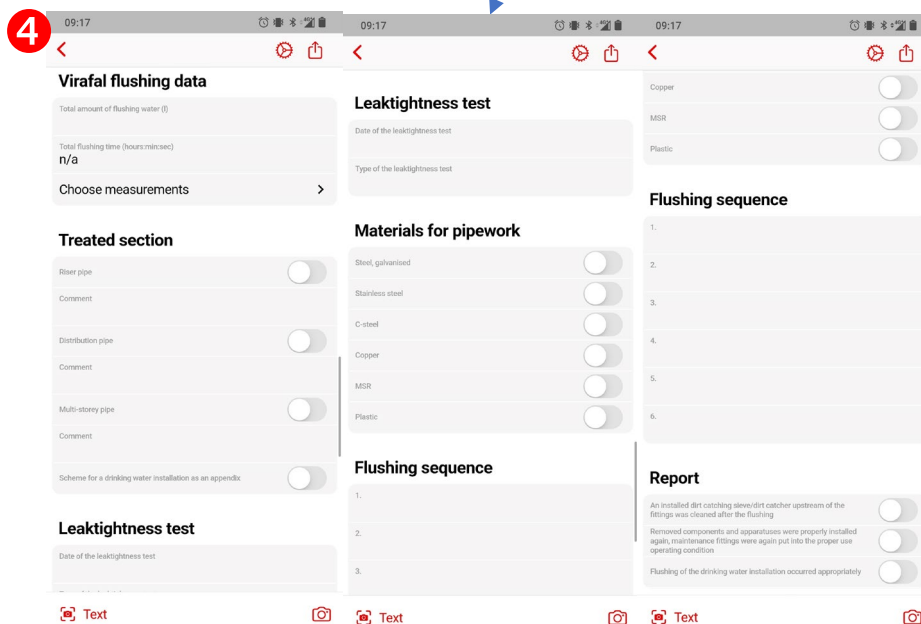 4
09:17
4G
Virafal flushing data
Total amount of flushing water (l)
Total flushing time (hours:min:sec)
n/a
Choose measurements
Treated section
Riser pipe
Comment
Distribution pipe
Comment
Multi-storey pipe
Comment
Scheme for a drinking water installation as an appendix
Leaktightness test
Date of the leaktightness test
Text
09:17
4G
Leaktightness test
Date of the leaktightness test
Type of the leaktightness test
Materials for pipework
Steel, galvanised
Stainless steel
C-steel
Copper
MSR
Plastic
Flushing sequence
1.
2.
3.
Text
09:17
4G
Copper
MSR
Plastic
Flushing sequence
1.
2.
3.
4.
5.
6.
Report
An installed dirt catching sieve/dirt catcher upstream of the
fittings was cleaned after the flushing
Removed components and apparatuses were properly installed
again, maintenance fittings were again put into the proper use
operating condition
Flushing of the drinking water installation occurred appropriately
Text